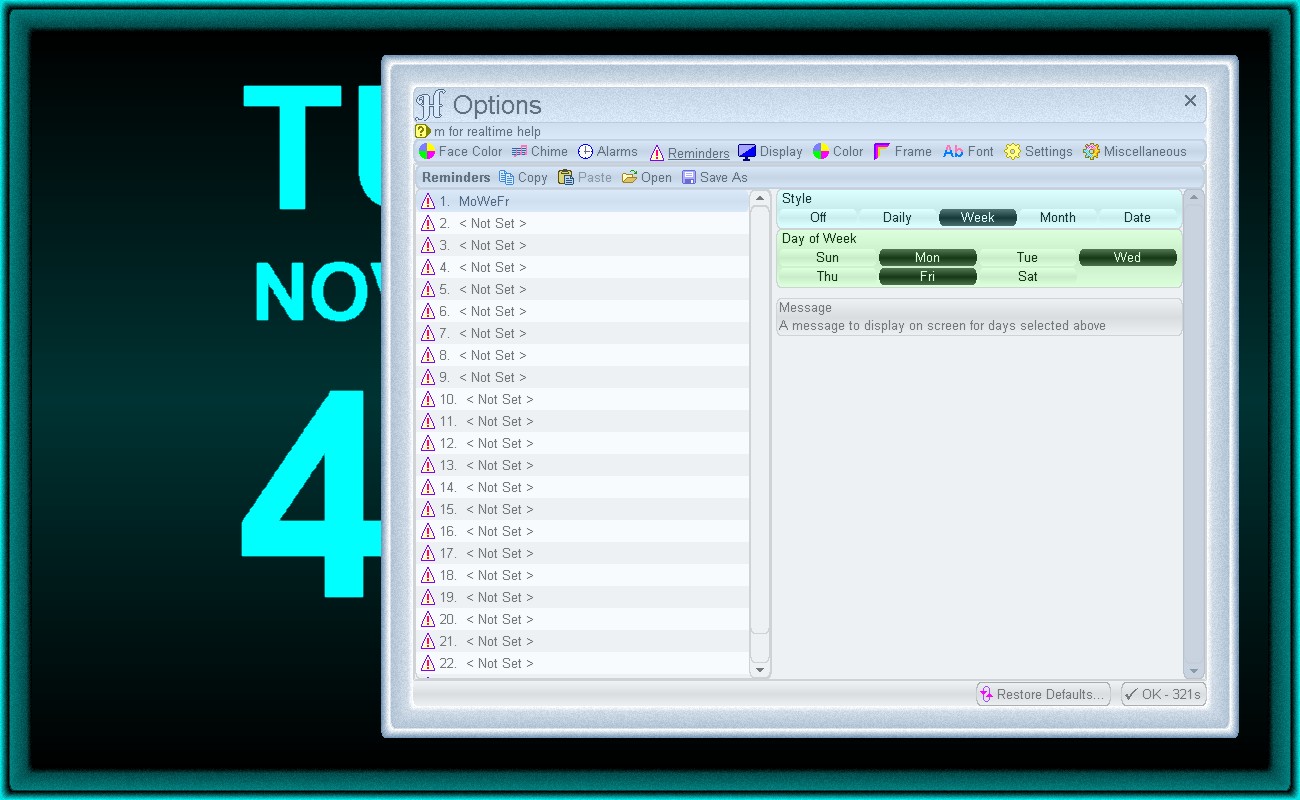 TU
NOV
4
Options
m for realtime help
Face Color Chime Alarms Reminders Display Color Frame Font Settings Miscellaneous
Reminders Copy Paste Open Save As
1. MoWeFr
2. < Not Set >
3. < Not Set >
4. < Not Set >
5. < Not Set >
6. < Not Set >
7. < Not Set >
8. < Not Set >
9. < Not Set >
10. < Not Set >
11. < Not Set >
12. < Not Set >
13. < Not Set >
14. < Not Set >
15. < Not Set >
16. < Not Set >
17. < Not Set >
18. < Not Set >
19. < Not Set >
20. < Not Set >
21. < Not Set >
22. < Not Set >
Style
Off Daily Week Month Date
Day of Week
Sun Mon Tue Wed
Thu Fri Sat
Message
A message to display on screen for days selected above
Restore Defaults... OK - 321s